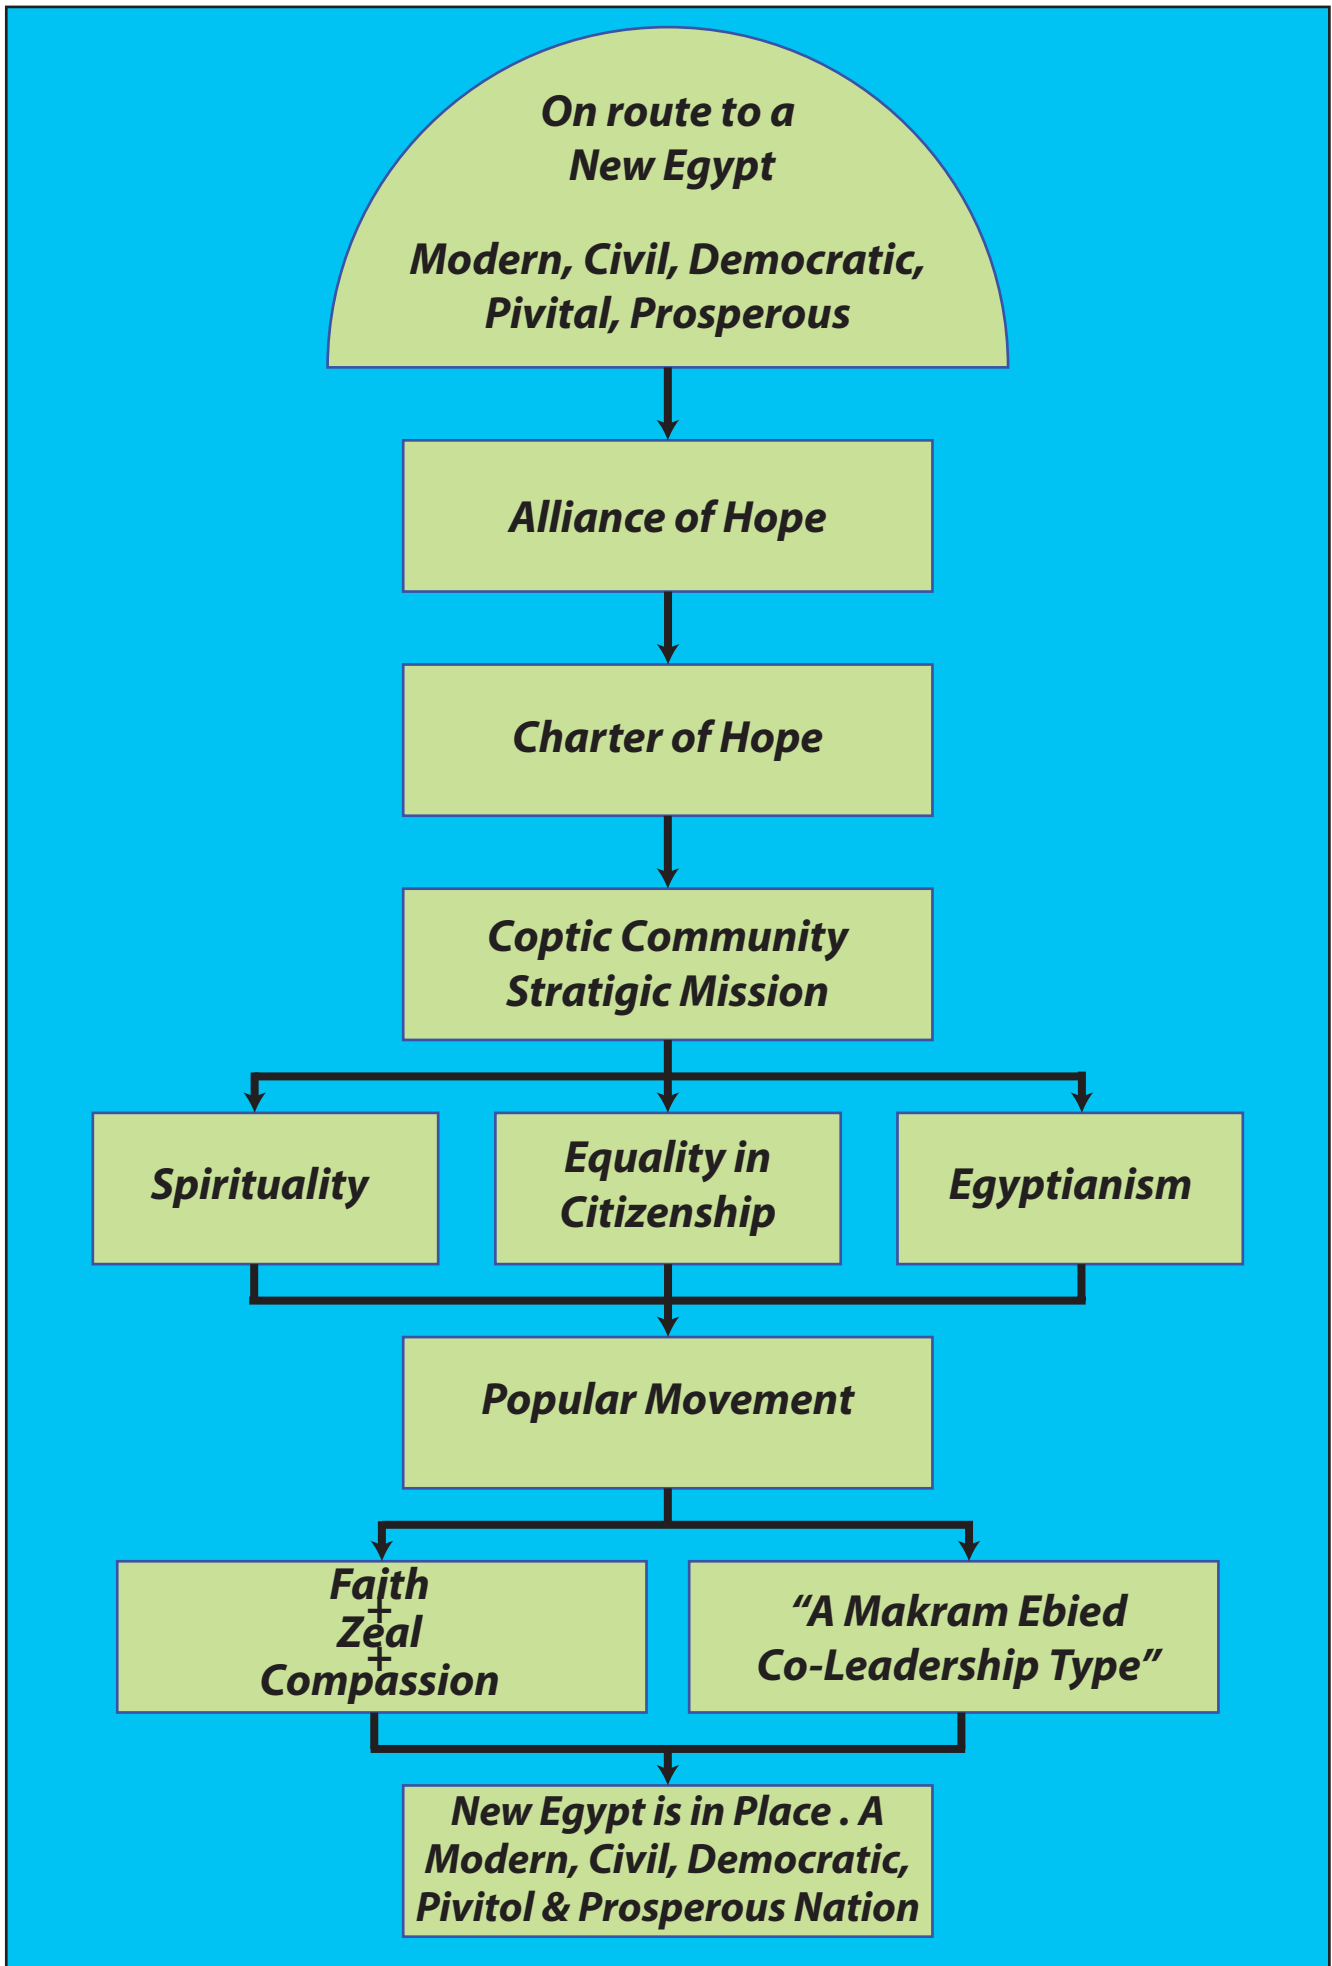 On route to a
New Egypt
Modern, Civil, Democratic,
Pivital, Prosperous
Alliance of Hope
Charter of Hope
Coptic Community
Stratigic Mission
Spirituality
Equality in
Citizenship
Egyptianism
Popular Movement
Faith
+
Zeal
+
Compassion
“A Makram Ebied
Co-Leadership Type”
New Egypt is in Place . A
Modern, Civil, Democratic,
Pivitol & Prosperous Nation